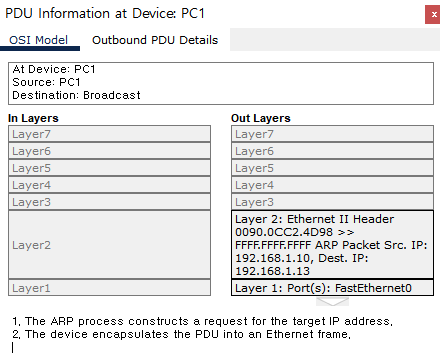 PDU Information at Device: PC1
x
OSI Model
Outbound PDU Details
At Device: PC1
Source: PC1
Destination: Broadcast
In Layers
Layer7
Layer6
Layer5
Layer4
Layer3
Layer2
Layer1
Out Layers
Layer7
Layer6
Layer5
Layer4
Layer3
Layer 2: Ethernet II Header
0090.0CC2.4D98 >>
FFFF.FFFF.FFFF ARP Packet Src. IP:
192.168.1.10, Dest. IP:
192.168.1.13
Layer 1: Port(s): FastEthernet0
1, The ARP process constructs a request for the target IP address,
2, The device encapsulates the PDU into an Ethernet frame,